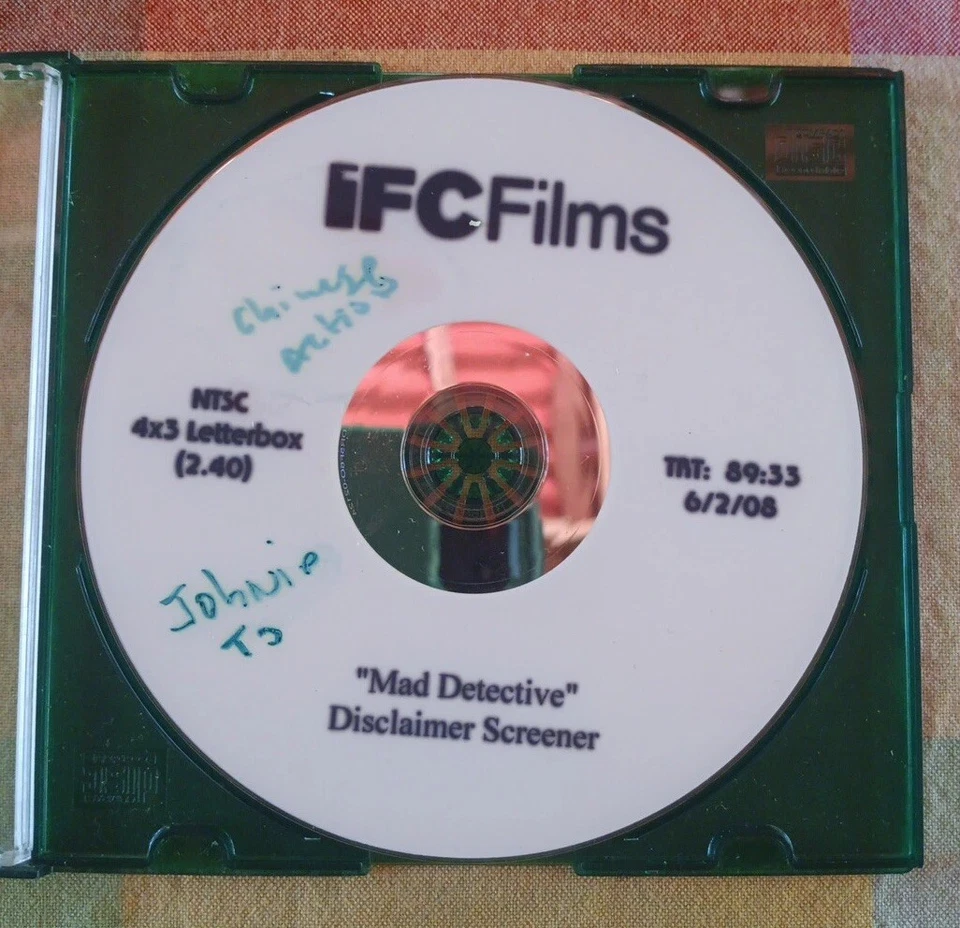 iFCFilms
Chinese
Action
NTSC
4x3 Letterbox
(2.40)
TRT: 89:33
6/2/08
Johnie
To
"Mad Detective"
Disclaimer Screener